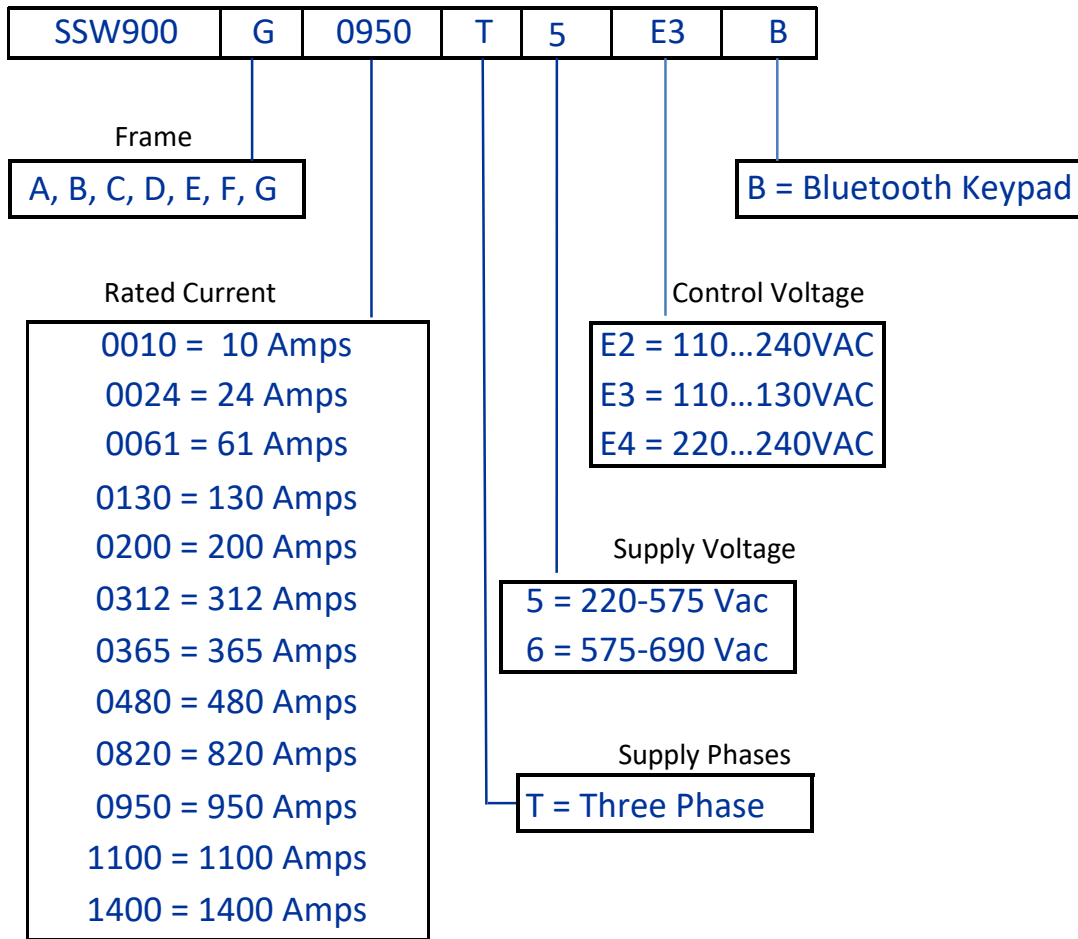 SSW900 G 0950 T 5 E3 B
Frame
A, B, C, D, E, F, G
B = Bluetooth Keypad
Rated Current
0010 = 10 Amps
0024 = 24 Amps
0061 = 61 Amps
0130 = 130 Amps
0200 = 200 Amps
0312 = 312 Amps
0365 = 365 Amps
0480 = 480 Amps
0820 = 820 Amps
0950 = 950 Amps
1100 = 1100 Amps
1400 = 1400 Amps
Control Voltage
E2 = 110...240VAC
E3 = 110...130VAC
E4 = 220...240VAC
Supply Voltage
5 = 220-575 Vac
6 = 575-690 Vac
Supply Phases
T = Three Phase